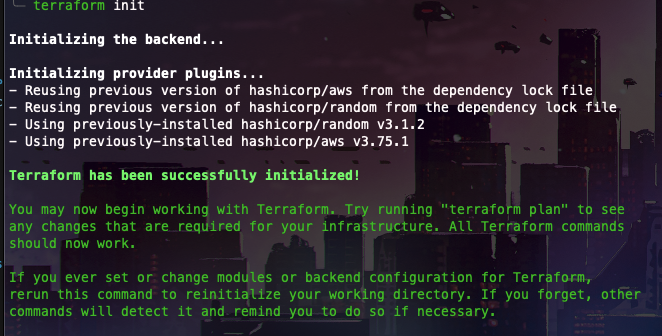 terraform init
Initializing the backend...
Initializing provider plugins...
- Reusing previous version of hashicorp/aws from the dependency lock file
- Reusing previous version of hashicorp/random from the dependency lock file
- Using previously-installed hashicorp/random v3.1.2
- Using previously-installed hashicorp/aws v3.75.1
Terraform has been successfully initialized!
You may now begin working with Terraform. Try running "terraform plan" to see
any changes that are required for your infrastructure. All Terraform commands
should now work.
If you ever set or change modules or backend configuration for Terraform,
rerun this command to reinitialize your working directory. If you forget, other
commands will detect it and remind you to do so if necessary.